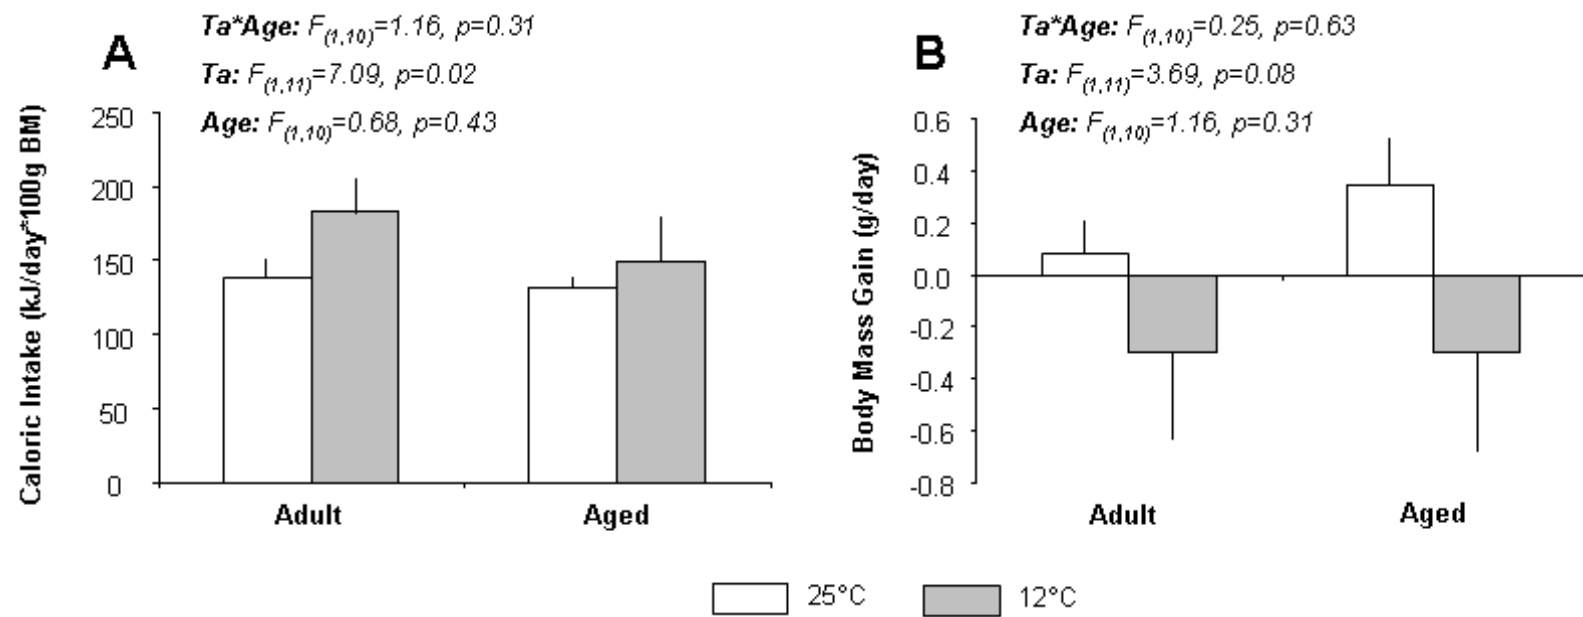 A
Ta*Age: F(1,10)=1.16, p=0.31
Ta: F(1,11)=7.09, p=0.02
Age: F(1,10)=0.68, p=0.43
Caloric Intake (kJ/day*100g BM)
250
200
150
100
50
0
Adult
Aged
B
Ta*Age: F(1,10)=0.25, p=0.63
Ta: F(1,11)=3.69, p=0.08
Age: F(1,10)=1.16, p=0.31
Body Mass Gain (g/day)
0.6
0.4
0.2
0.0
-0.2
-0.4
-0.6
-0.8
Adult
Aged
25°C
12°C